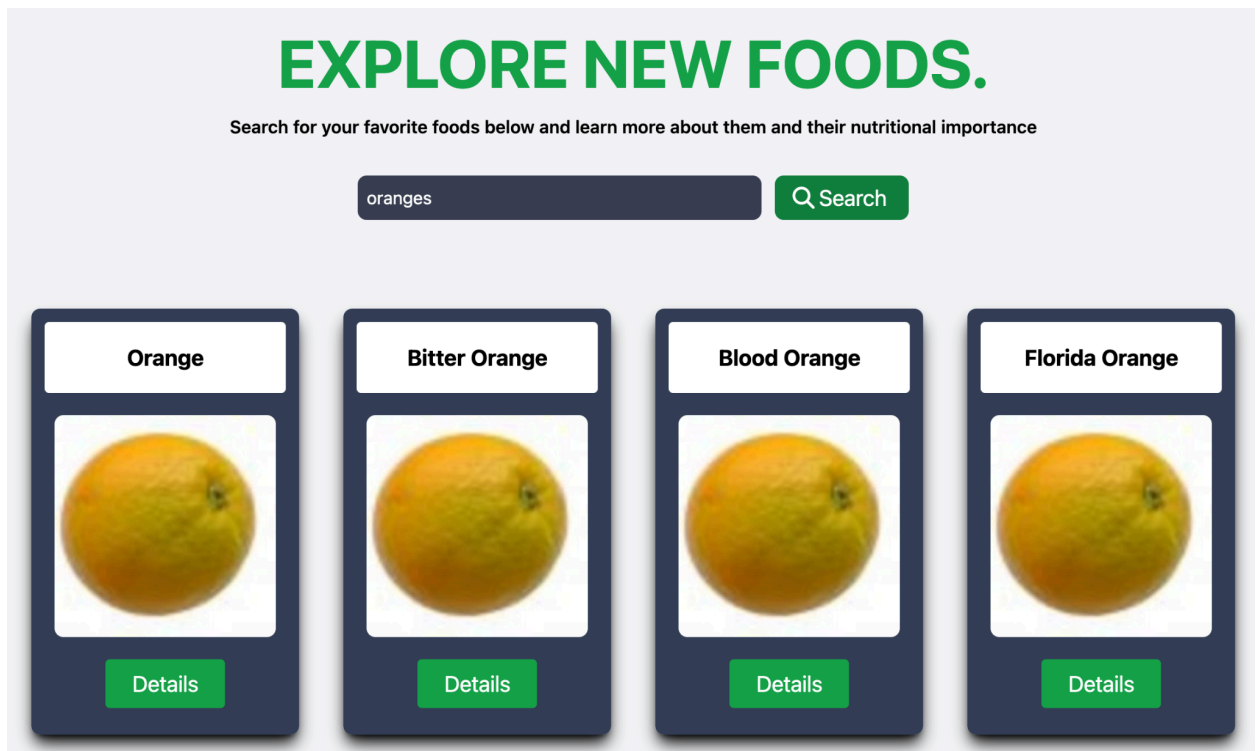 EXPLORE NEW FOODS.
Search for your favorite foods below and learn more about them and their nutritional importance
oranges
Search
Orange
Bitter Orange
Blood Orange
Florida Orange
Details
Details
Details
Details